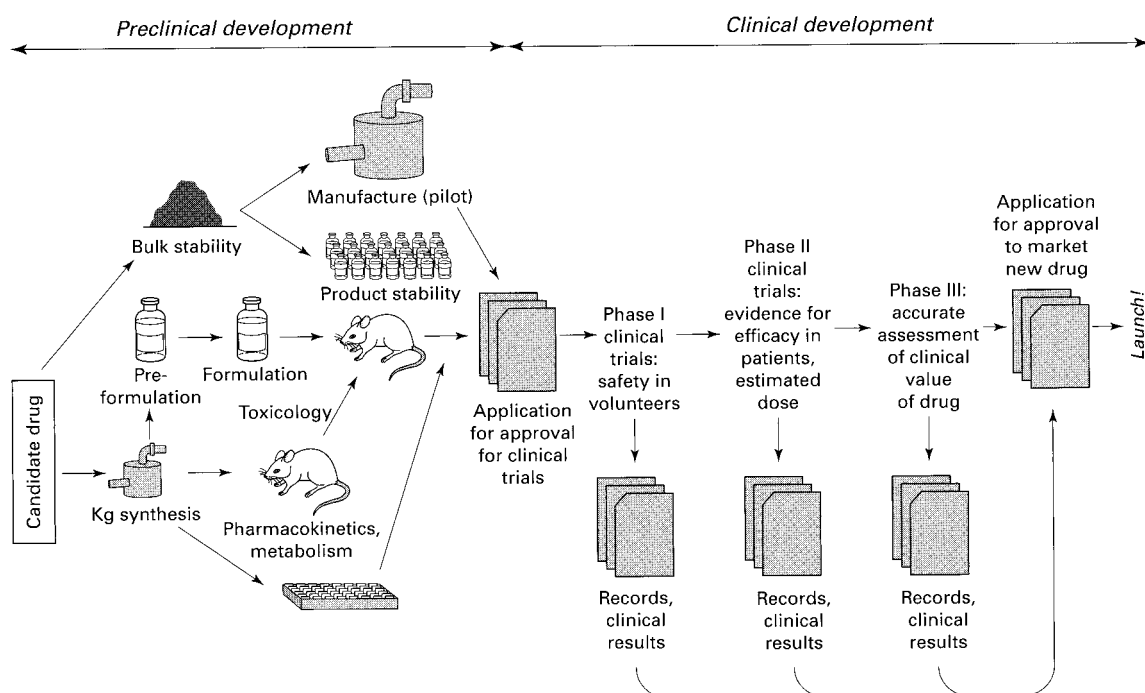 Preclinical development
Clinical development
Manufacture (pilot)
Bulk stability
Product stability
Pre-
formulation
Formulation
Toxicology
Candidate drug
Kg synthesis
Pharmacokinetics,
metabolism
Application
for approval
for clinical
trials
Phase I
clinical
trials:
safety in
volunteers
Phase II
clinical
trials:
evidence for
efficacy in
patients,
estimated
dose
Phase III:
accurate
assessment
of clinical
value
of drug
Application
for approval
to market
new drug
Launch!
Records,
clinical
results
Records,
clinical
results
Records,
clinical
results